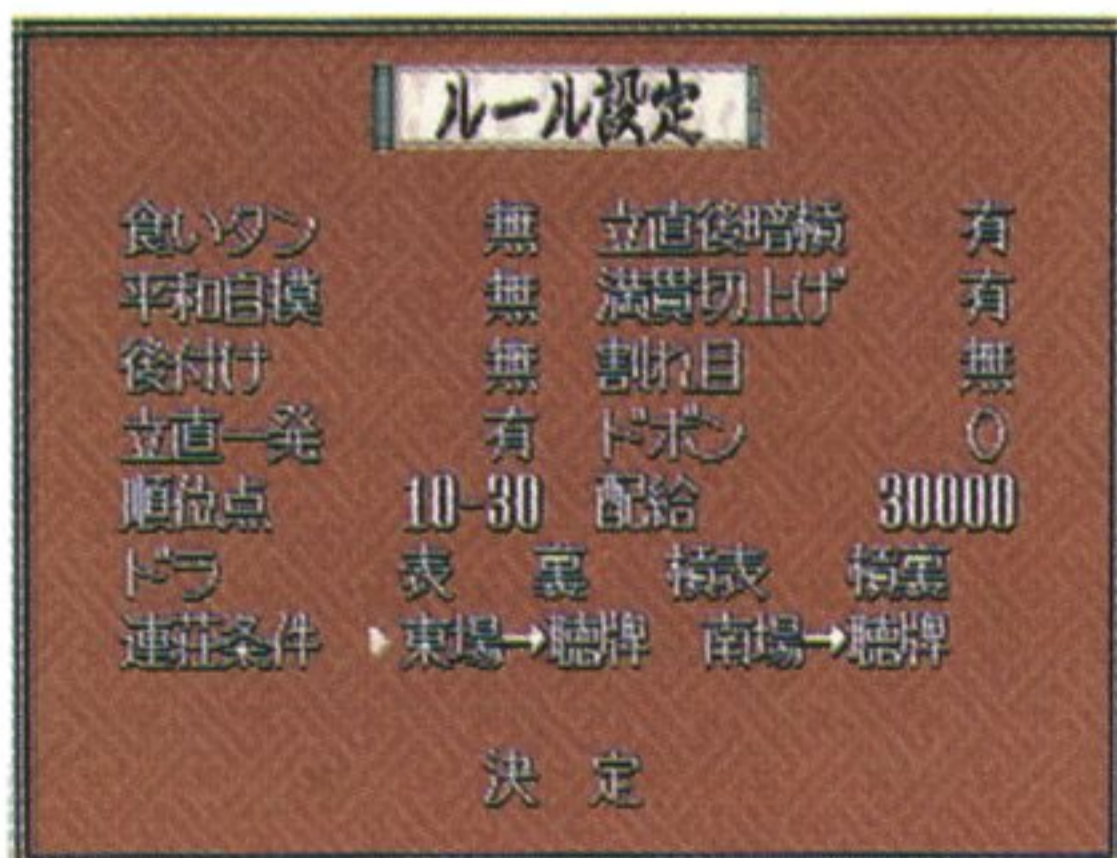 ルール設定
食いタン 無 立直後暗槓 有
平和自摸 無 満貫切上げ 有
後付け 無 割れ目 無
立直一発 有 ドボン 〇
順位点 10-30 配給 30000
ドラ 表 裏 槓表 槓裏
連荘条件 ▶東場→聴牌 南場→聴牌
決定